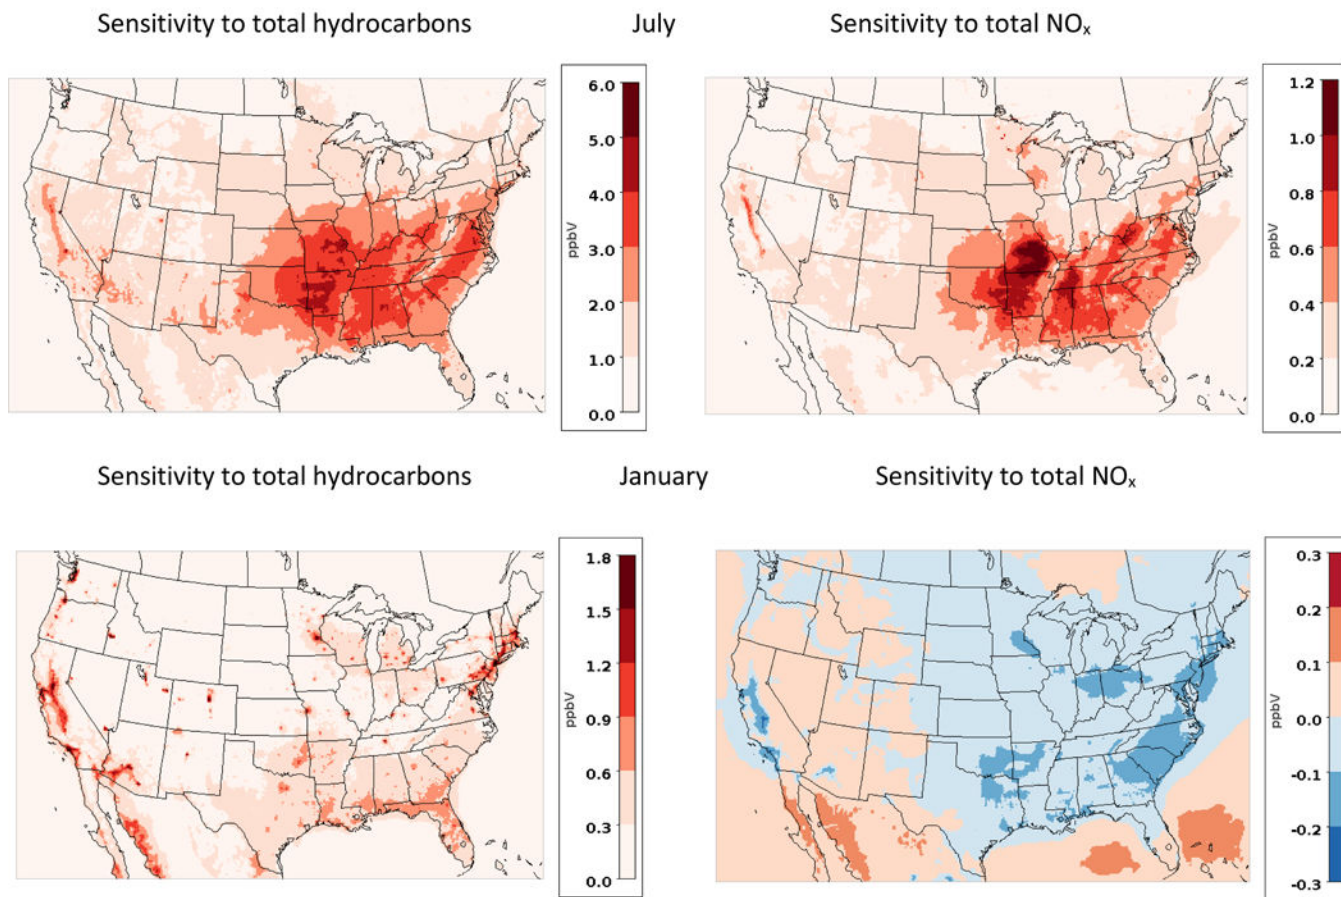 Sensitivity to total hydrocarbons
July
Sensitivity to total NOₓ
6.0
5.0
4.0
3.0
2.0
1.0
0.0
ppbV
1.2
1.0
0.8
0.6
0.4
0.2
0.0
ppbV
Sensitivity to total hydrocarbons
January
Sensitivity to total NOₓ
1.8
1.5
1.2
0.9
0.6
0.3
0.0
ppbV
0.3
0.2
0.1
0.0
-0.1
-0.2
-0.3
ppbV